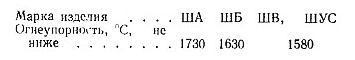 Марка изделия . . . . ША ШБ ШВ, ШУС
Огнеупорность, °С, не
ниже . . . . . . . . 1730 1630 1580